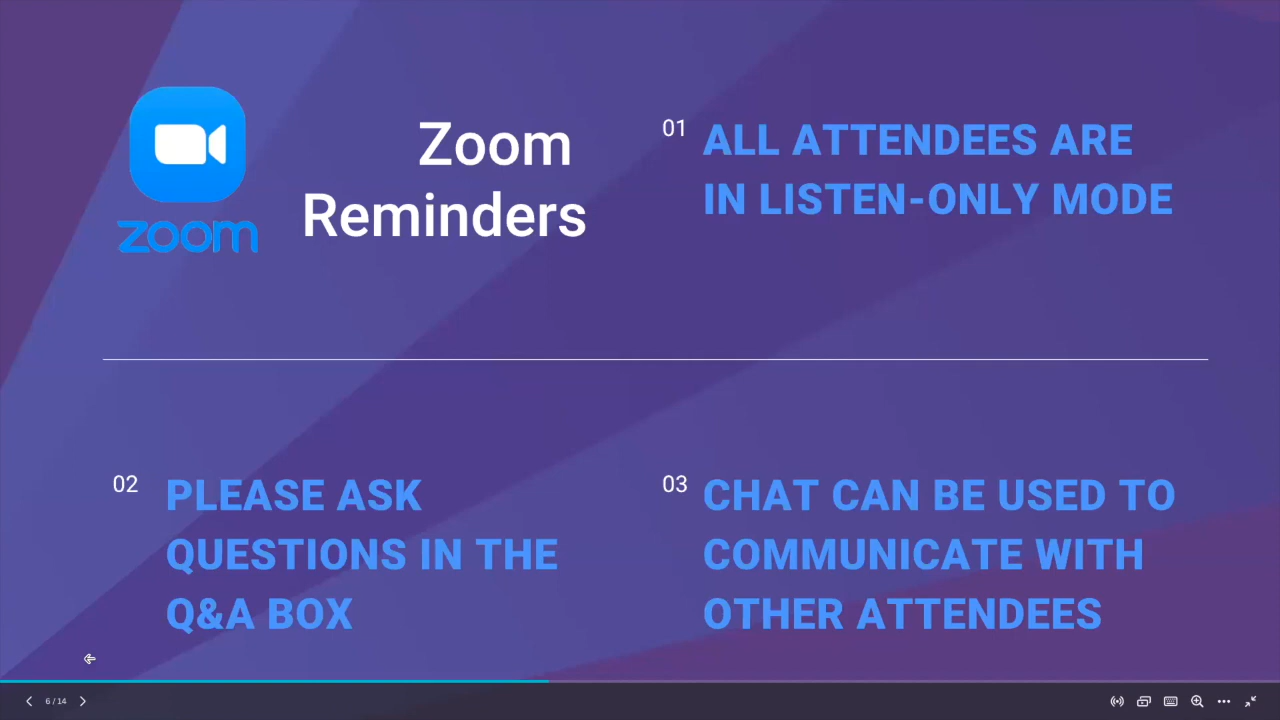 zoom
Zoom
Reminders
01
ALL ATTENDEES ARE
IN LISTEN-ONLY MODE
02
PLEASE ASK
QUESTIONS IN THE
Q&A BOX
03
CHAT CAN BE USED TO
COMMUNICATE WITH
OTHER ATTENDEES
6 / 14